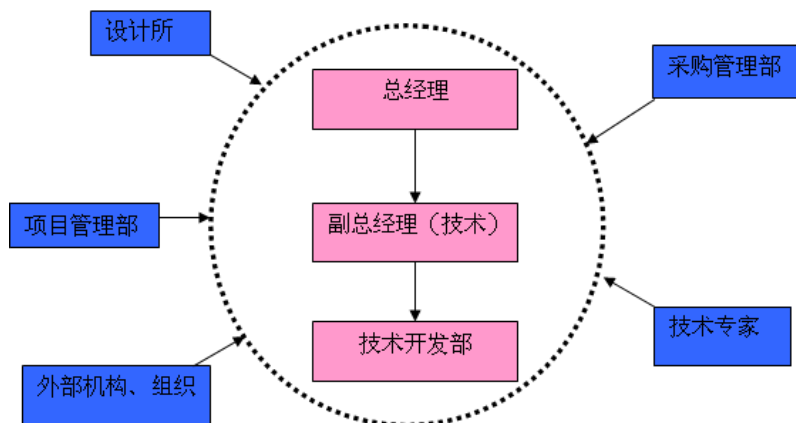 设计所
采购管理部
总经理
项目管理部
副总经理（技术）
技术专家
技术开发部
外部机构、组织